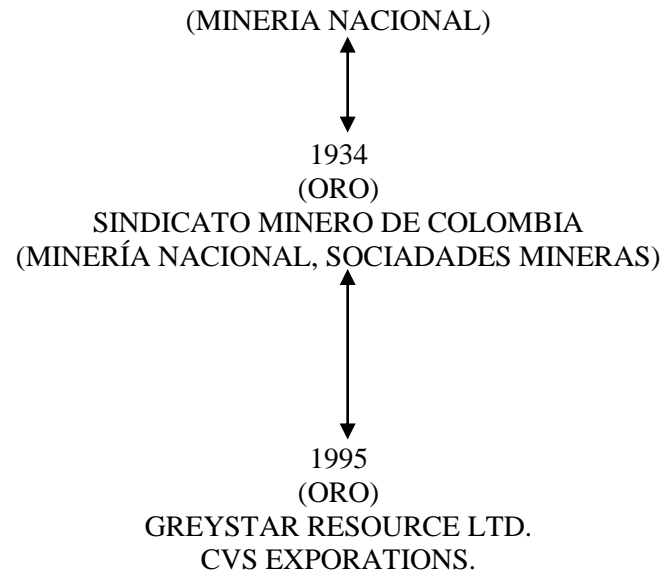 (MINERIA NACIONAL)
1934
(ORO)
SINDICATO MINERO DE COLOMBIA
(MINERÍA NACIONAL, SOCIADADES MINERAS)
1995
(ORO)
GREYSTAR RESOURCE LTD.
CVS EXPORATIONS.